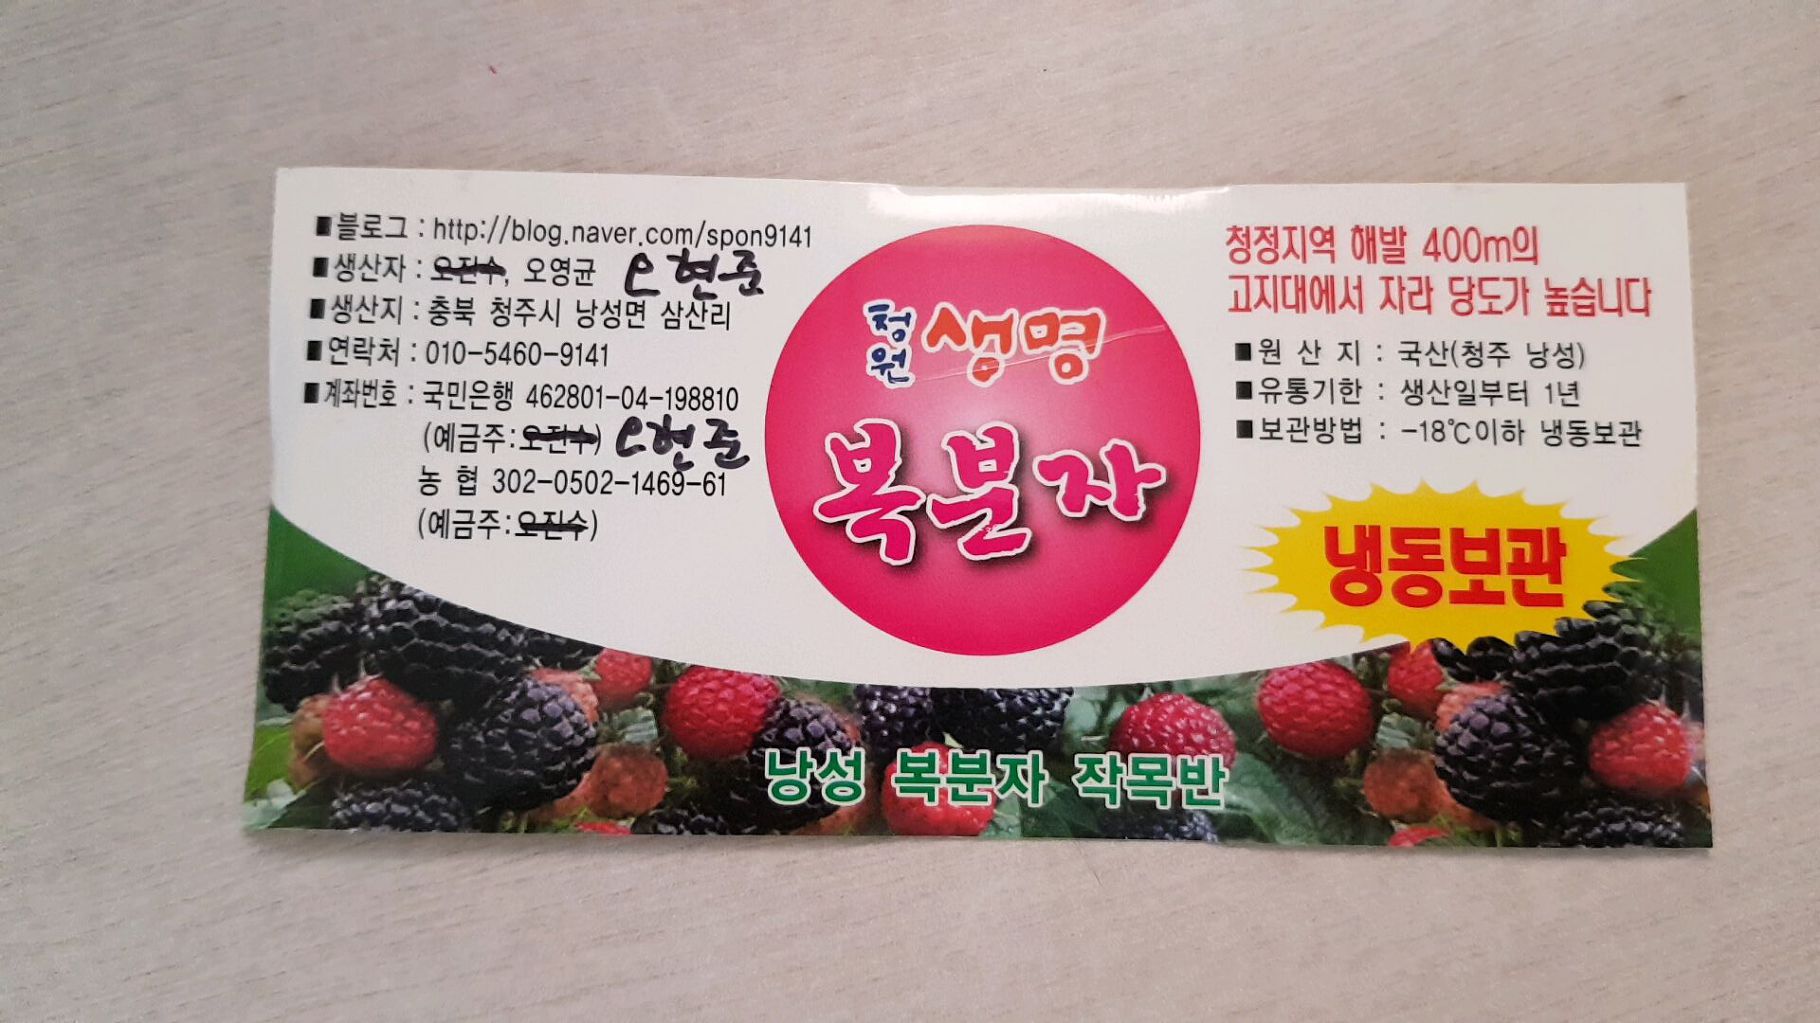 ■블로그 : http://blog.naver.com/spon9141
■생산자 : 오진수, 오영균 오현준
■생산지 : 충북 청주시 낭성면 삼산리
■연락처 : 010-5460-9141
■계좌번호 : 국민은행 462801-04-198810
(예금주:오진수) 오현준
농 협 302-0502-1469-61
(예금주:오진수)
청원 생명
복분자
청정지역 해발 400m의
고지대에서 자라 당도가 높습니다
■원 산 지 : 국산(청주 낭성)
■유통기한 : 생산일부터 1년
■보관방법 : -18℃이하 냉동보관
냉동보관
낭성 복분자 작목반